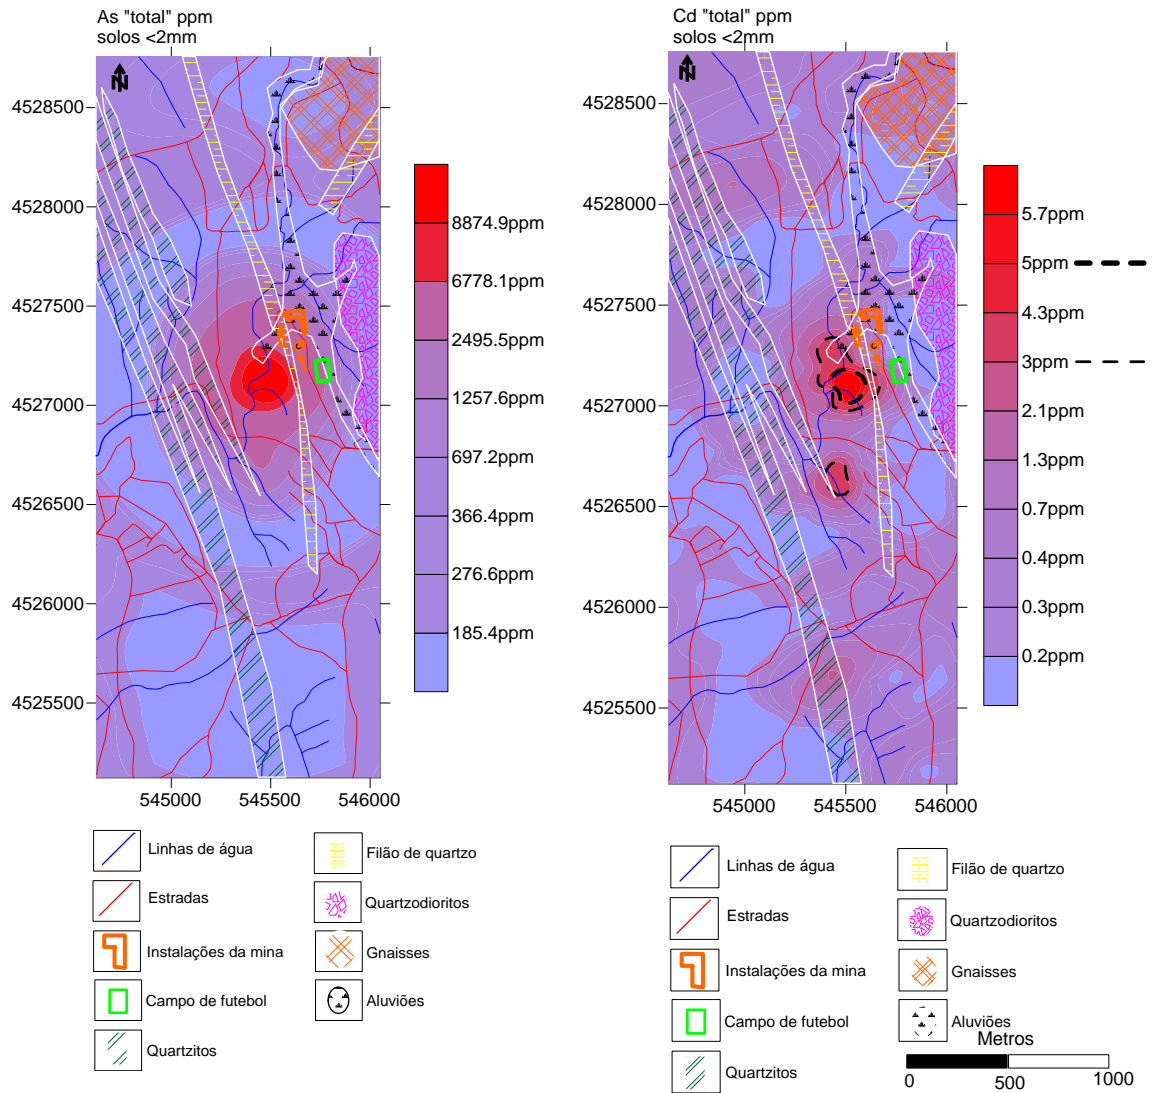 As "total" ppm
solos <2mm
N
4528500
4528000
4527500
4527000
4526500
4526000
4525500
545000
545500
546000
8874.9ppm
6778.1ppm
2495.5ppm
1257.6ppm
697.2ppm
366.4ppm
276.6ppm
185.4ppm
Linhas de água
Estradas
Instalações da mina
Campo de futebol
Quartzitos
Filão de quartzo
Quartzodioritos
Gnaisses
Aluviões
Cd "total" ppm
solos <2mm
N
4528500
4528000
4527500
4527000
4526500
4526000
4525500
545000
545500
546000
5.7ppm
5ppm
4.3ppm
3ppm
2.1ppm
1.3ppm
0.7ppm
0.4ppm
0.3ppm
0.2ppm
Linhas de água
Estradas
Instalações da mina
Campo de futebol
Quartzitos
Filão de quartzo
Quartzodioritos
Gnaisses
Aluviões
Metros
0
500
1000